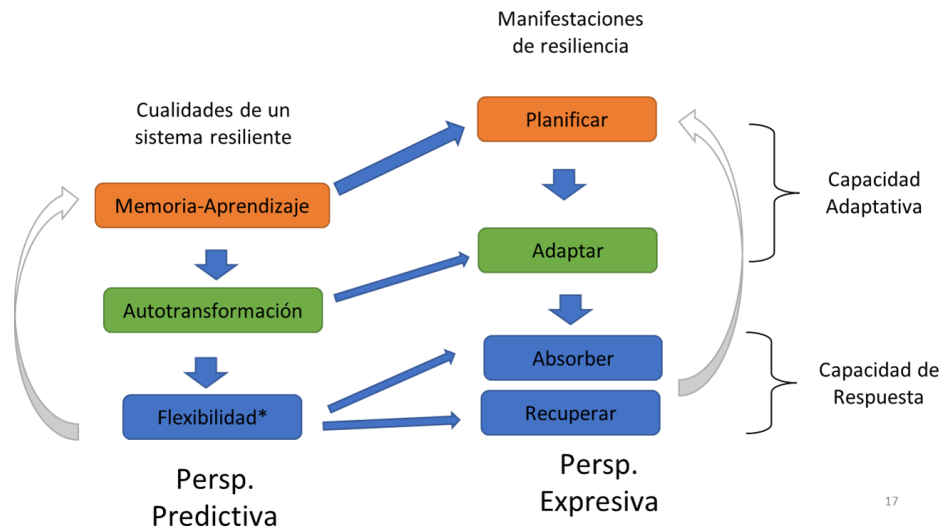 Manifestaciones
de resiliencia
Cualidades de un
sistema resiliente
Planificar
Memoria-Aprendizaje
Capacidad
Adaptativa
Adaptar
Autotransformación
Absorber
Capacidad de
Respuesta
Flexibilidad*
Recuperar
Persp.
Predictiva
Persp.
Expresiva
17